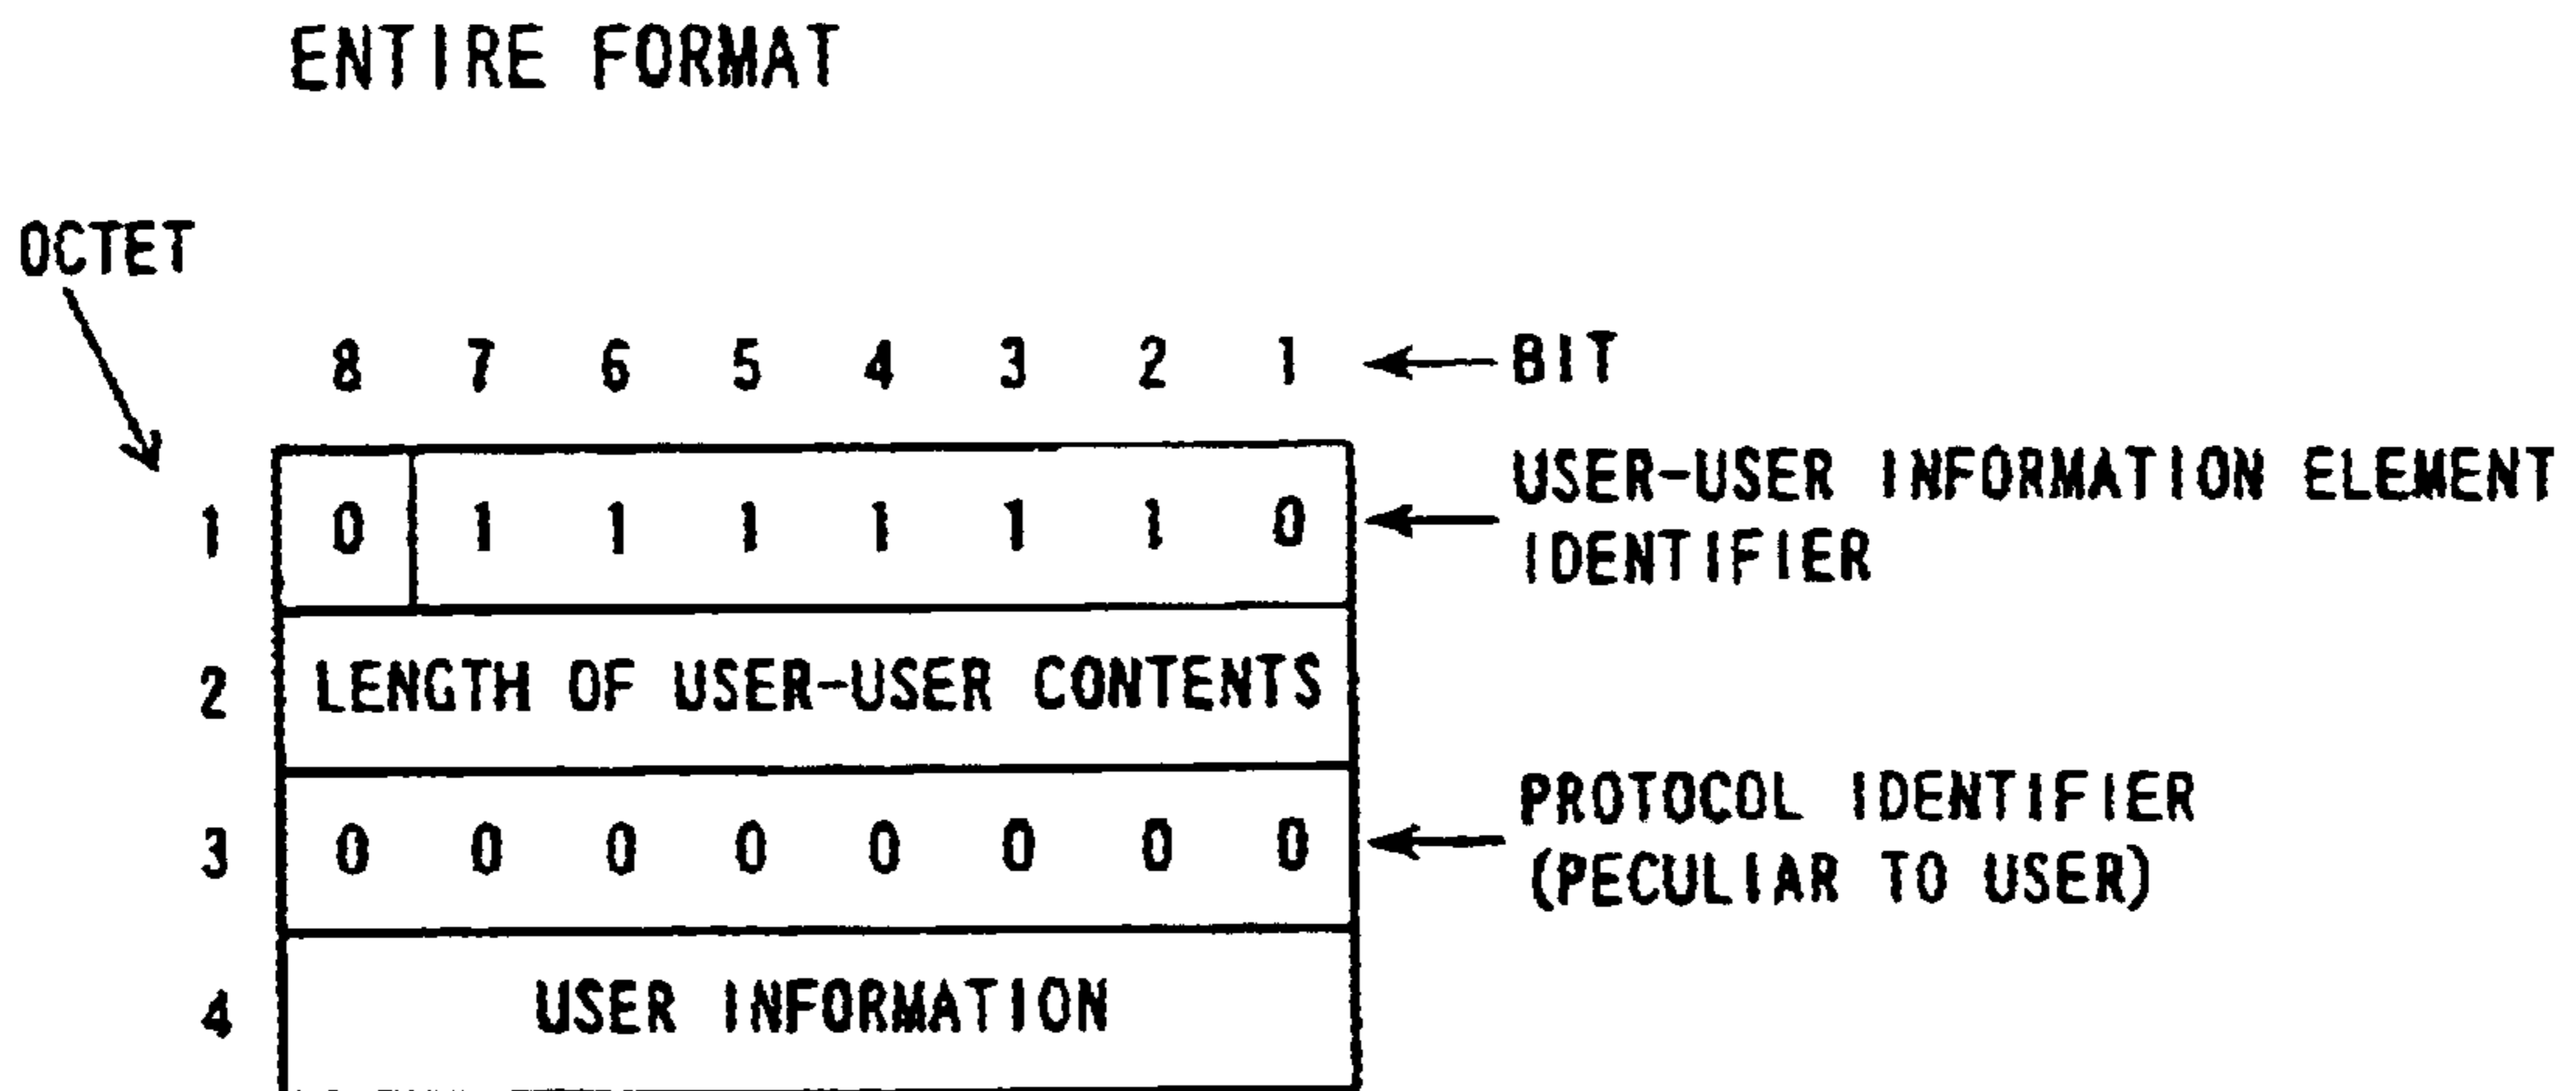 ENTIRE FORMAT
OCTET
8 7 6 5 4 3 2 1 BIT
1 0 1 1 1 1 1 1 0 USER-USER INFORMATION ELEMENT
IDENTIFIER
2 LENGTH OF USER-USER CONTENTS
3 0 0 0 0 0 0 0 0 PROTOCOL IDENTIFIER
(PECULIAR TO USER)
4 USER INFORMATION